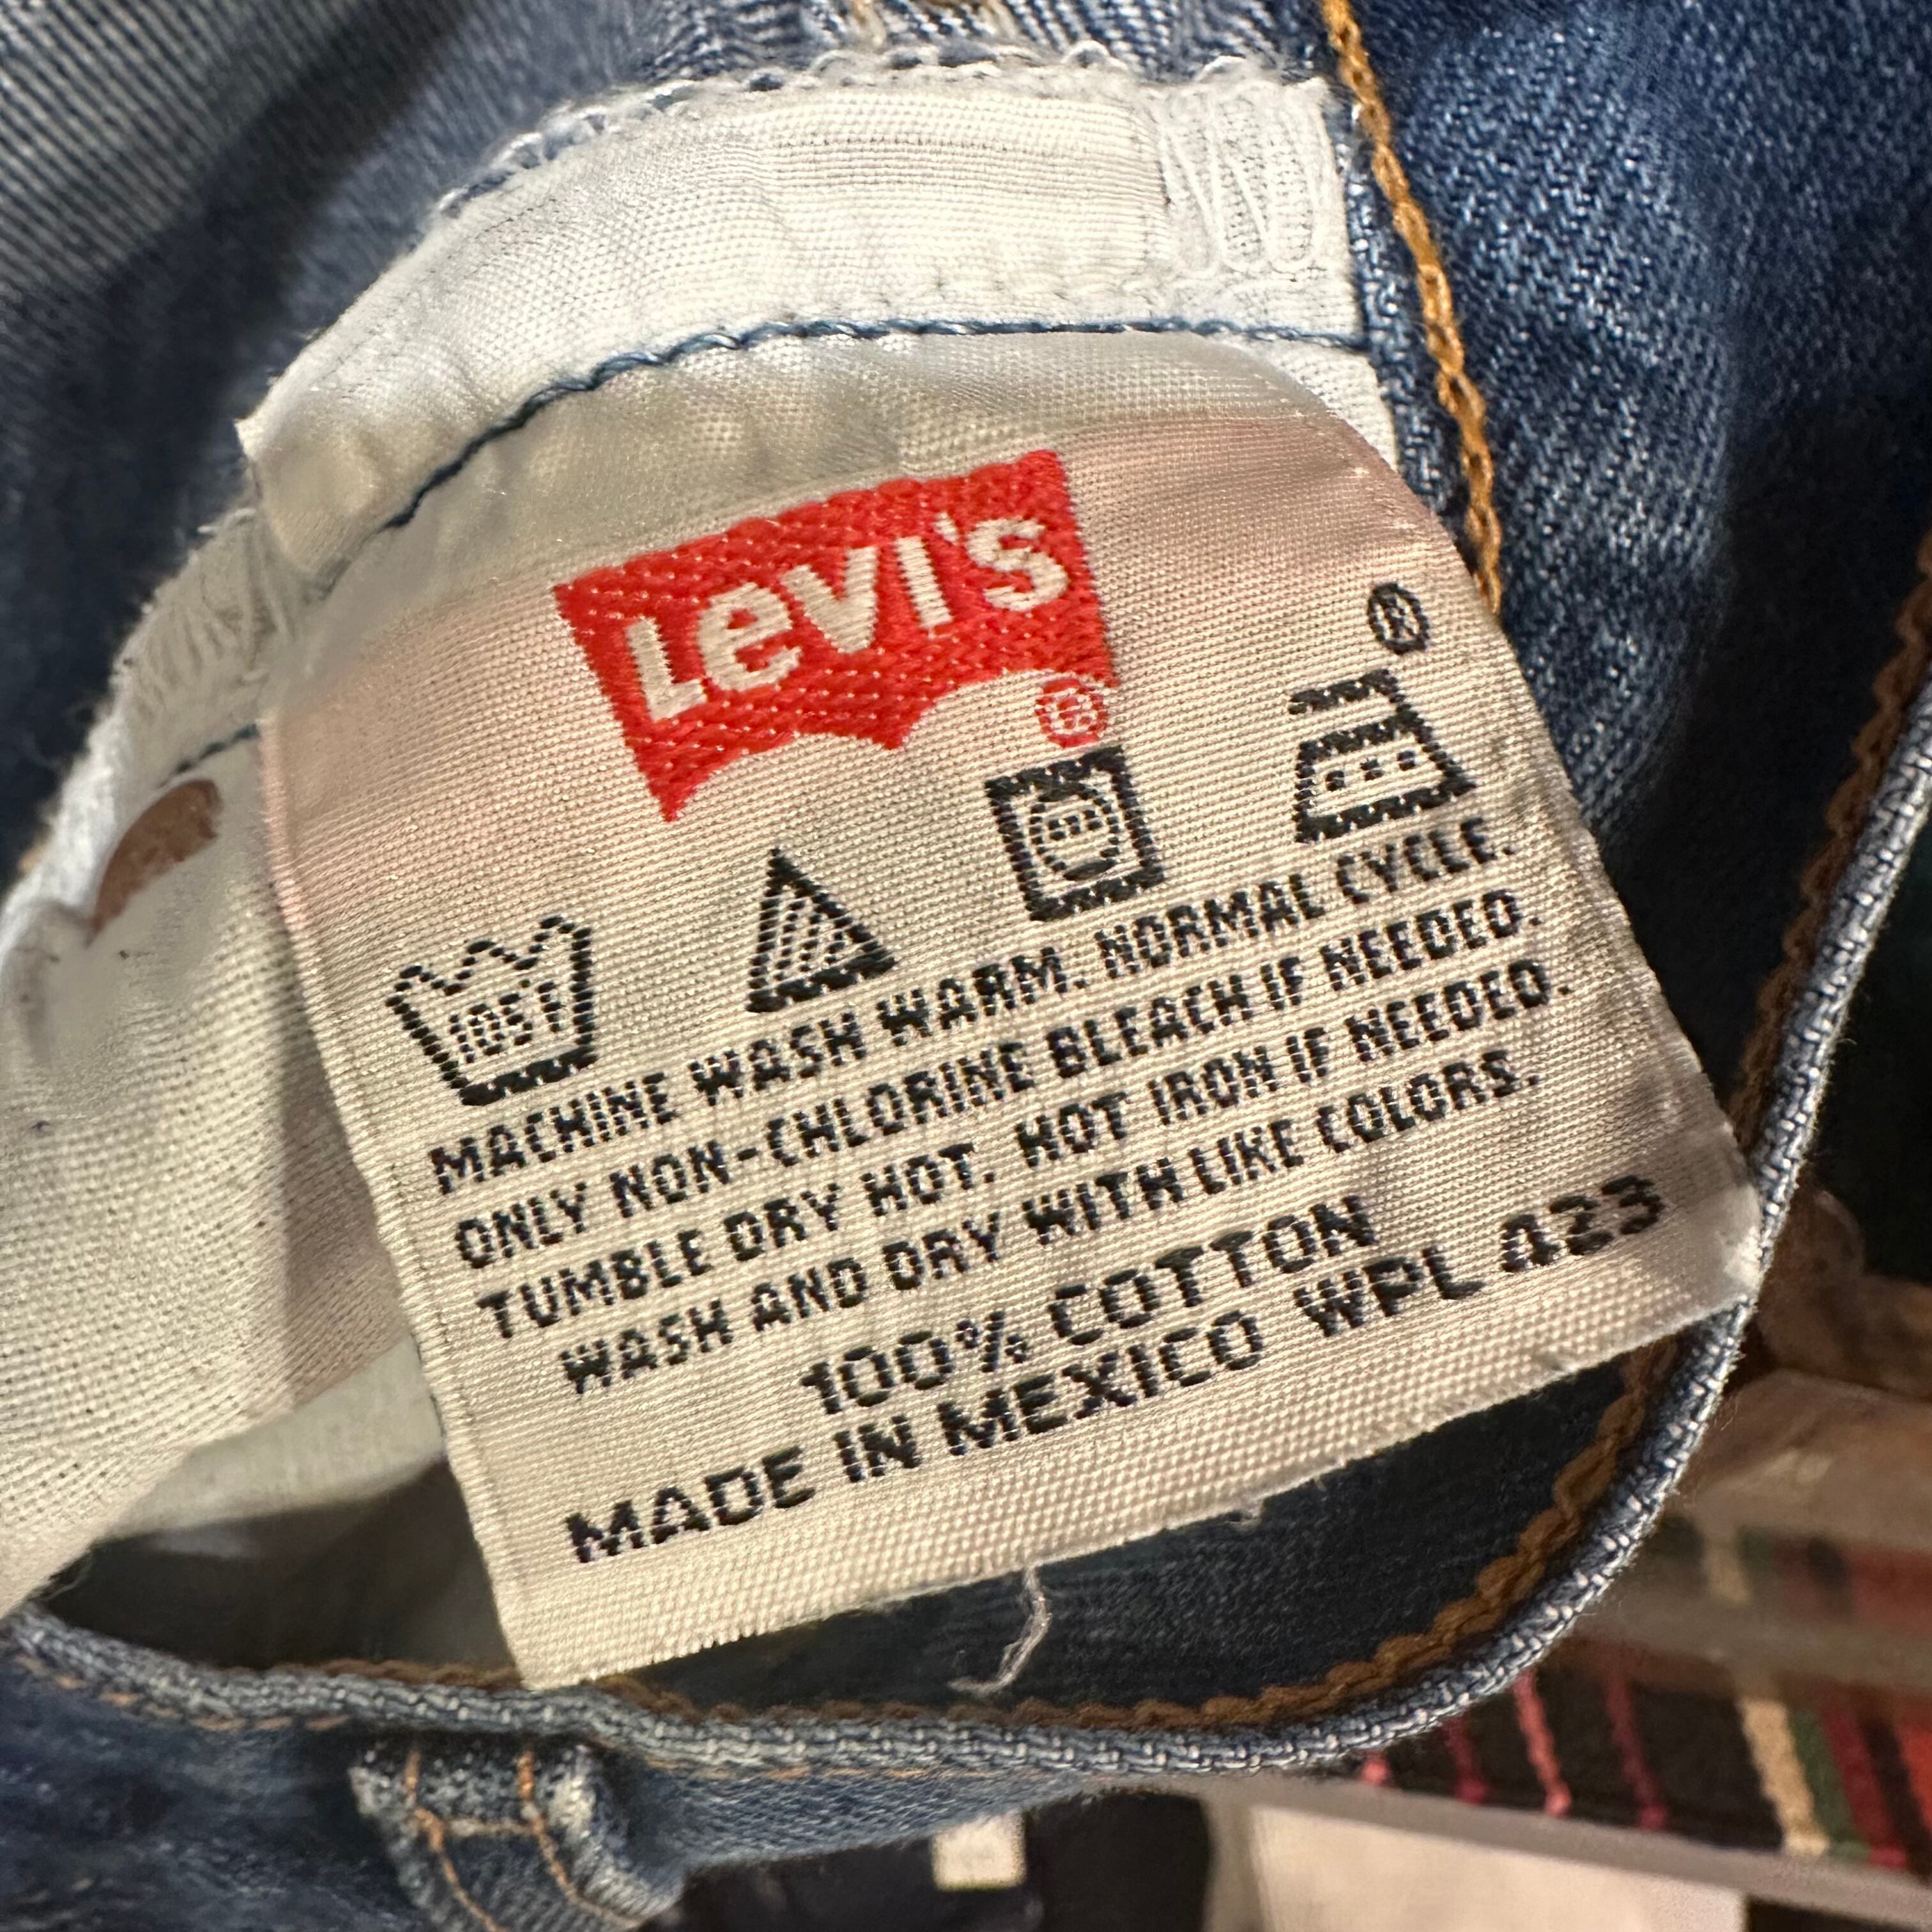 Levi's
®
®
105°F
MACHINE WASH WARM. NORMAL CYCLE.
ONLY NON-CHLORINE BLEACH IF NEEDED.
TUMBLE DRY HOT. HOT IRON IF NEEDED.
WASH AND DRY WITH LIKE COLORS.
100% COTTON
MADE IN MEXICO WPL 423